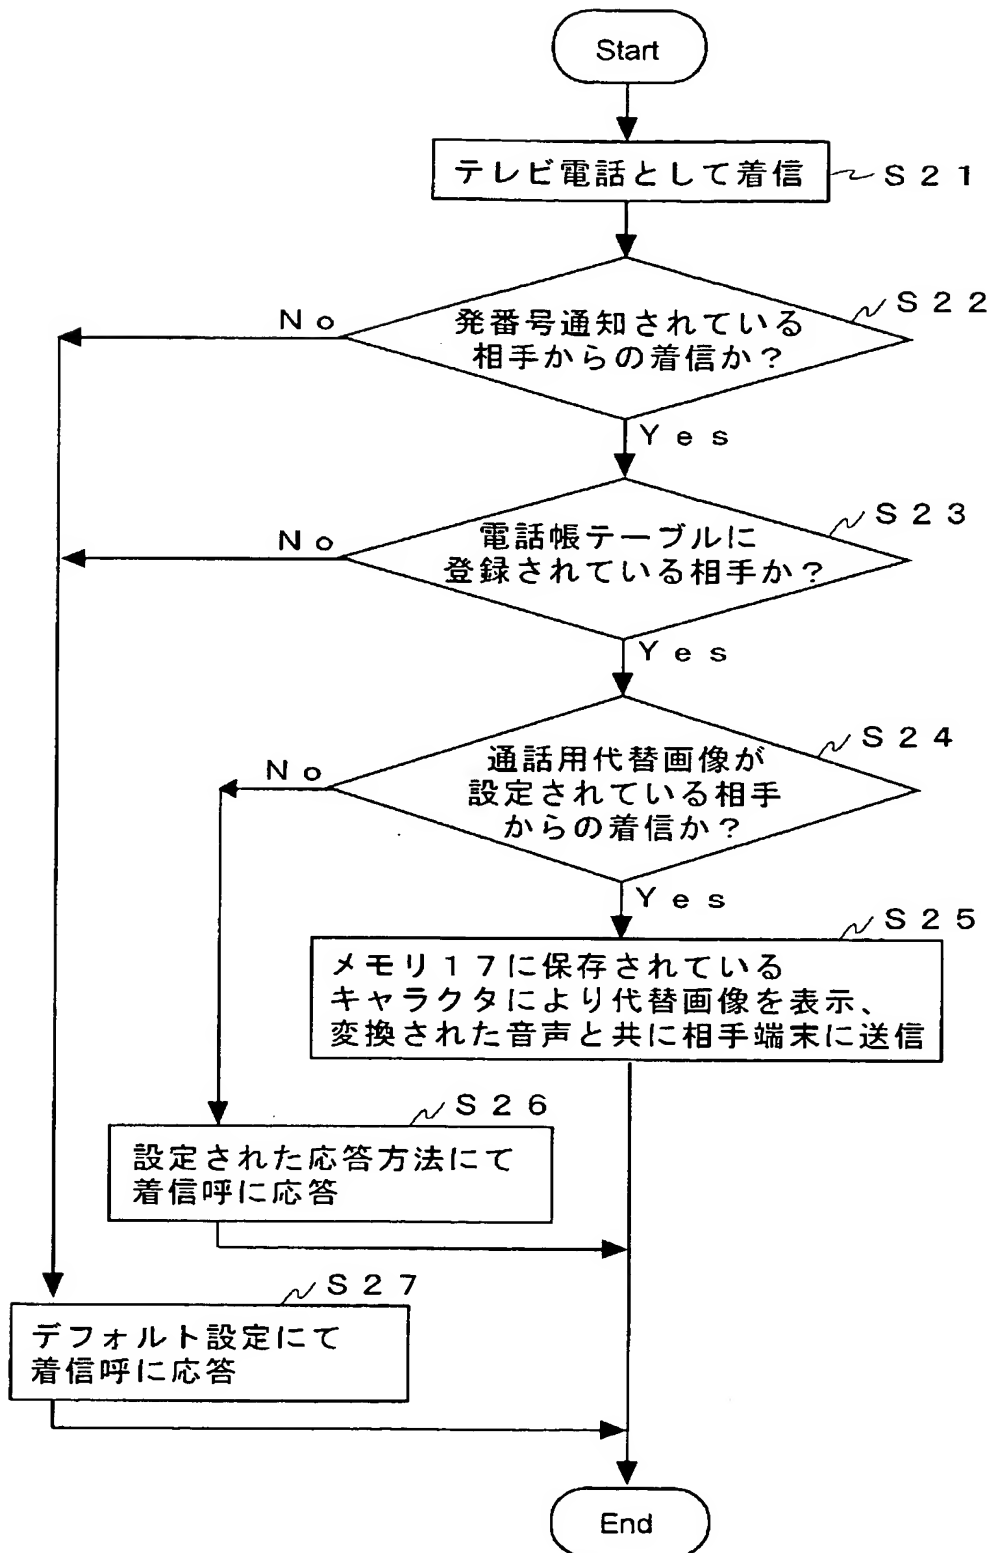 Start
テレビ電話として着信
S21
S22
No
発番号通知されている
相手からの着信か?
Yes
S23
No
電話帳テーブルに
登録されている相手か?
Yes
S24
No
通話用代替画像が
設定されている相手
からの着信か?
Yes
S25
メモリ17に保存されている
キャラクタにより代替画像を表示、
変換された音声と共に相手端末に送信
S26
設定された応答方法にて
着信呼に応答
S27
デフォルト設定にて
着信呼に応答
End